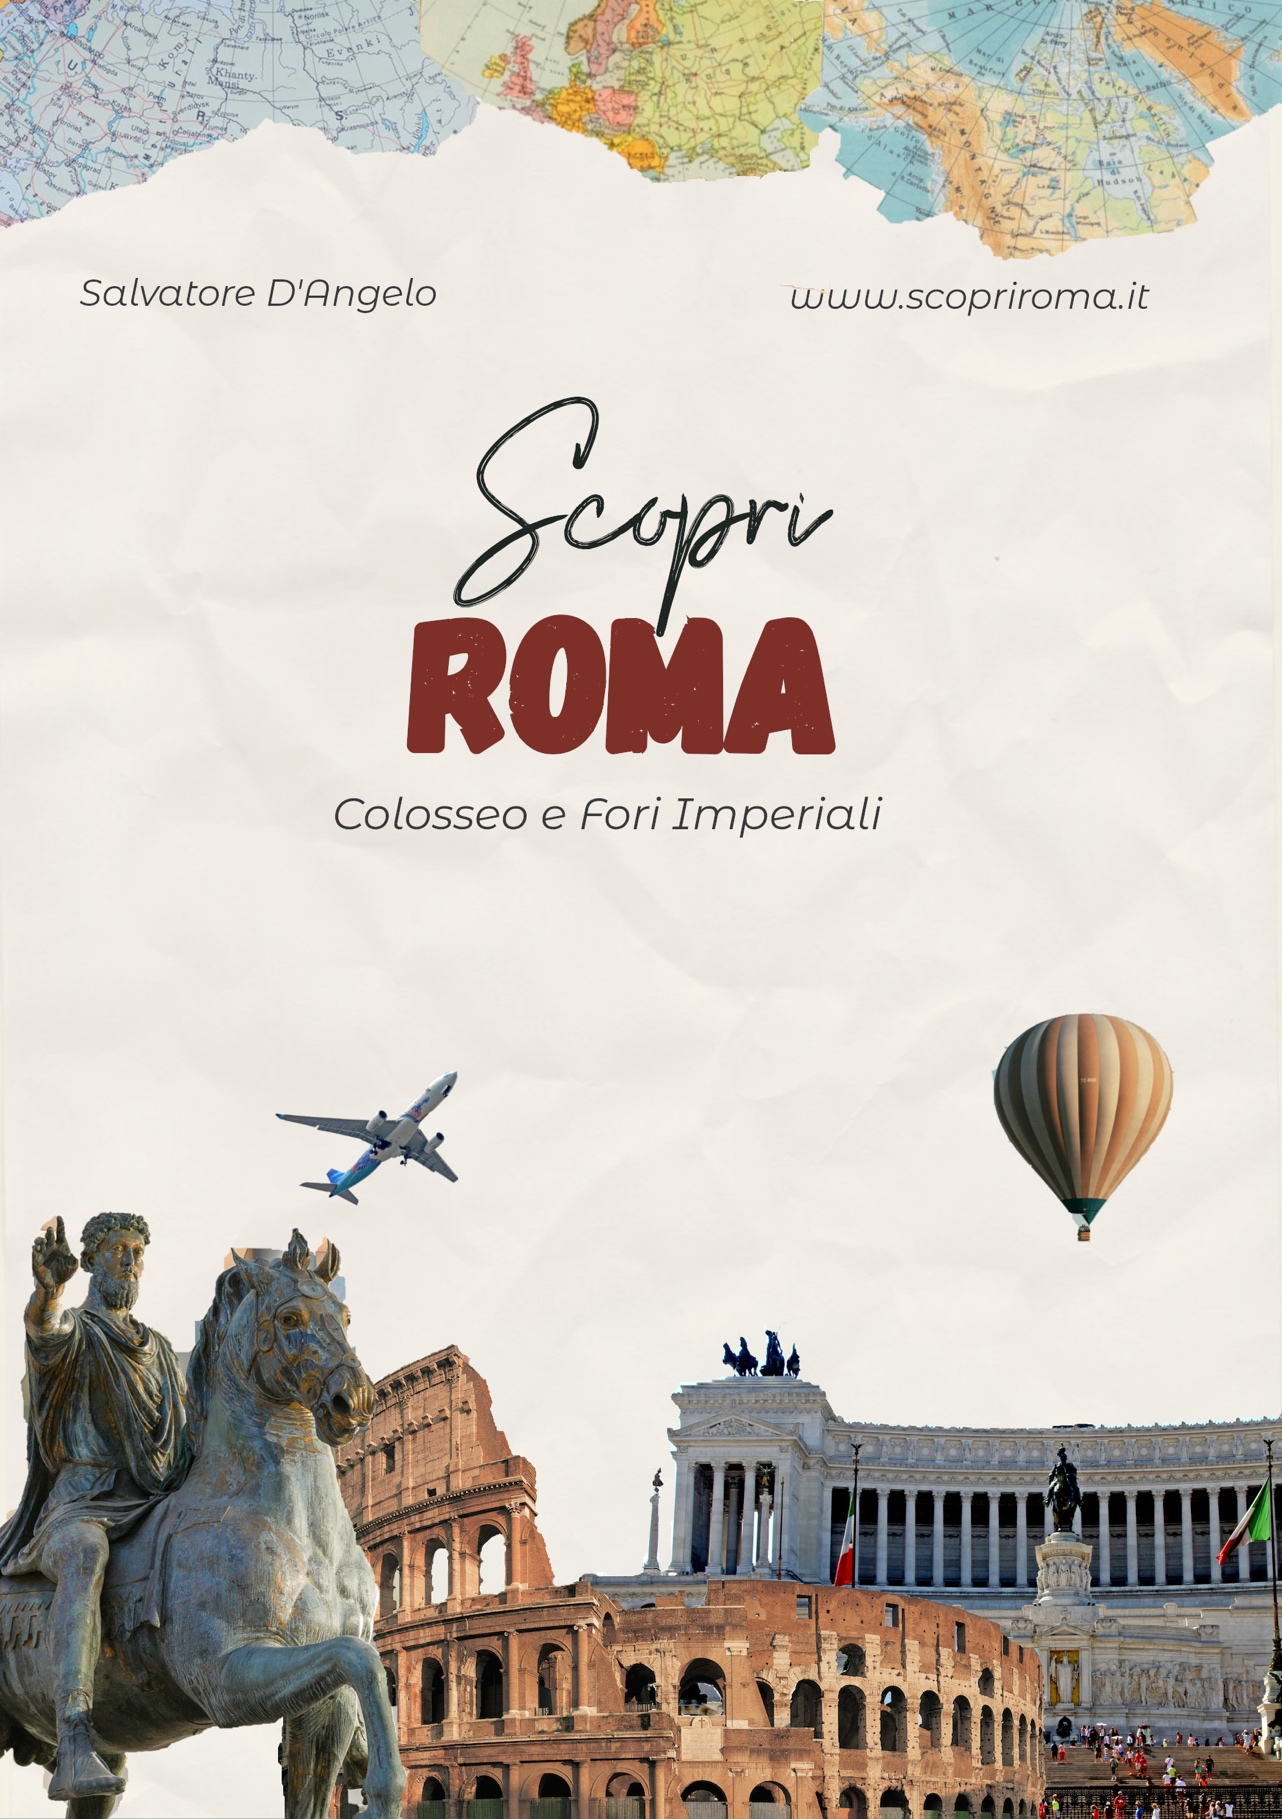 Salvatore D'Angelo
www.scopriroma.it
Scopri
ROMA
Colosseo e Fori Imperiali